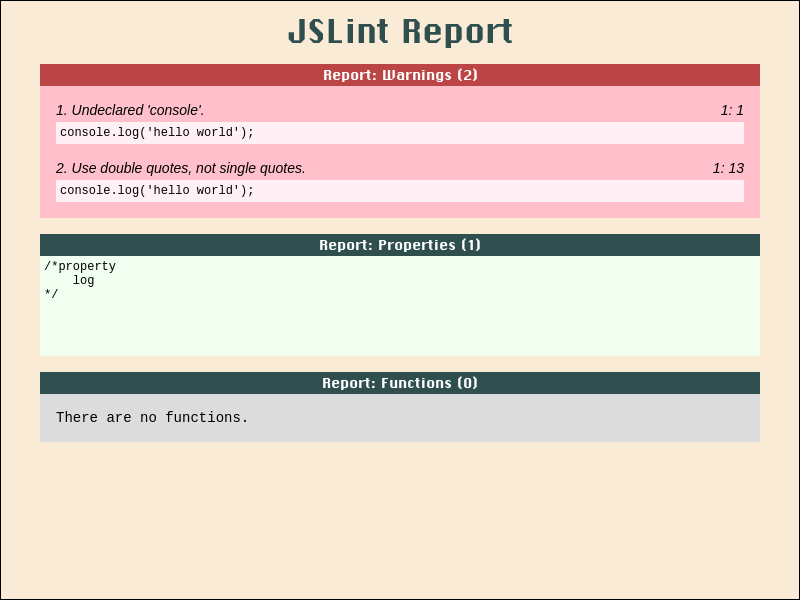 JSLint Report
Report: Warnings (2)
1. Undeclared 'console'. 1: 1
console.log('hello world');
2. Use double quotes, not single quotes. 1: 13
console.log('hello world');
Report: Properties (1)
/*property
    log
*/
Report: Functions (0)
There are no functions.